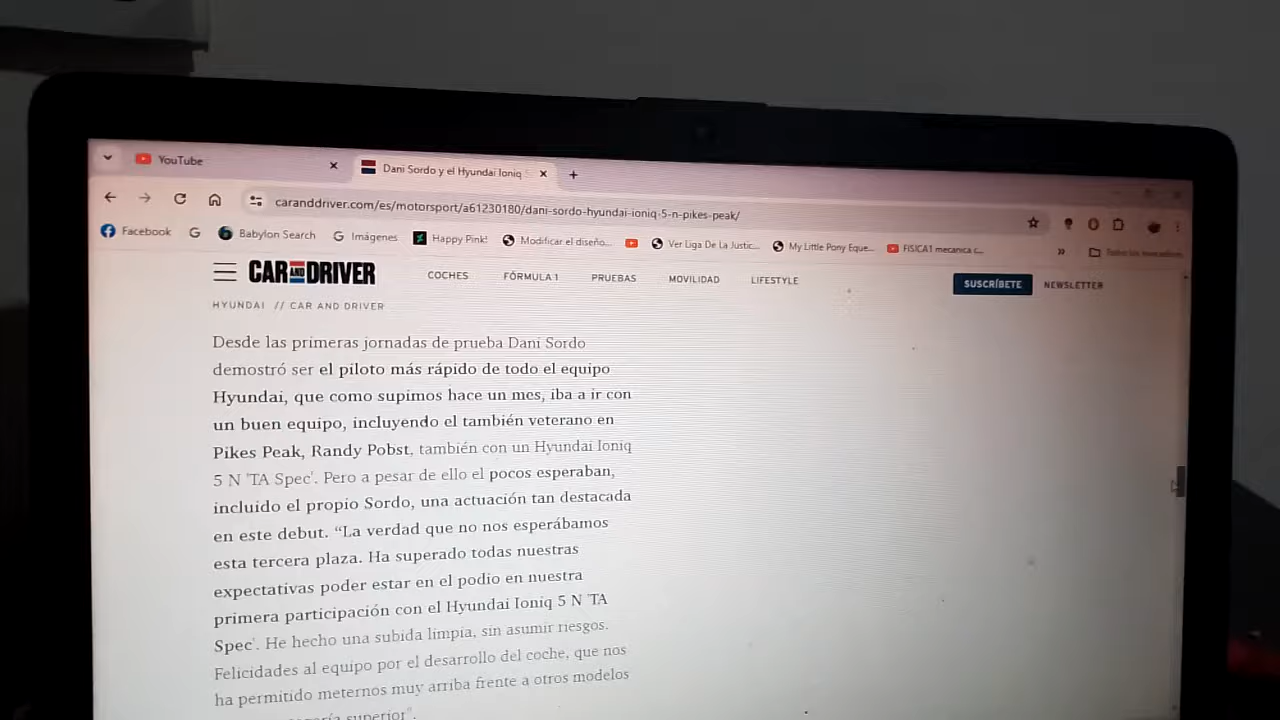 YouTube
Dani Sordo y el Hyundai Ioniq 5
caranddriver.com/es/motorsport/a61230180/dani-sordo-hyundai-ioniq-5-n-pikes-peak/
Facebook Babylon Search Imágenes Happy Pink! Modificar el diseño... Ver Liga De La Justic... My Little Pony Eque... FISICA1 mecanica c... Todos los marcadores
CAR AND DRIVER COCHES FÓRMULA 1 PRUEBAS MOVILIDAD LIFESTYLE SUSCRÍBETE NEWSLETTER
HYUNDAI // CAR AND DRIVER
Desde las primeras jornadas de prueba Dani Sordo
demostró ser el piloto más rápido de todo el equipo
Hyundai, que como supimos hace un mes, iba a ir con
un buen equipo, incluyendo el también veterano en
Pikes Peak, Randy Pobst, también con un Hyundai Ioniq
5 N 'TA Spec'. Pero a pesar de ello el pocos esperaban,
incluido el propio Sordo, una actuación tan destacada
en este debut. “La verdad que no nos esperábamos
esta tercera plaza. Ha superado todas nuestras
expectativas poder estar en el podio en nuestra
primera participación con el Hyundai Ioniq 5 N 'TA
Spec'. He hecho una subida limpia, sin asumir riesgos.
Felicidades al equipo por el desarrollo del coche, que nos
ha permitido meternos muy arriba frente a otros modelos
superior”.